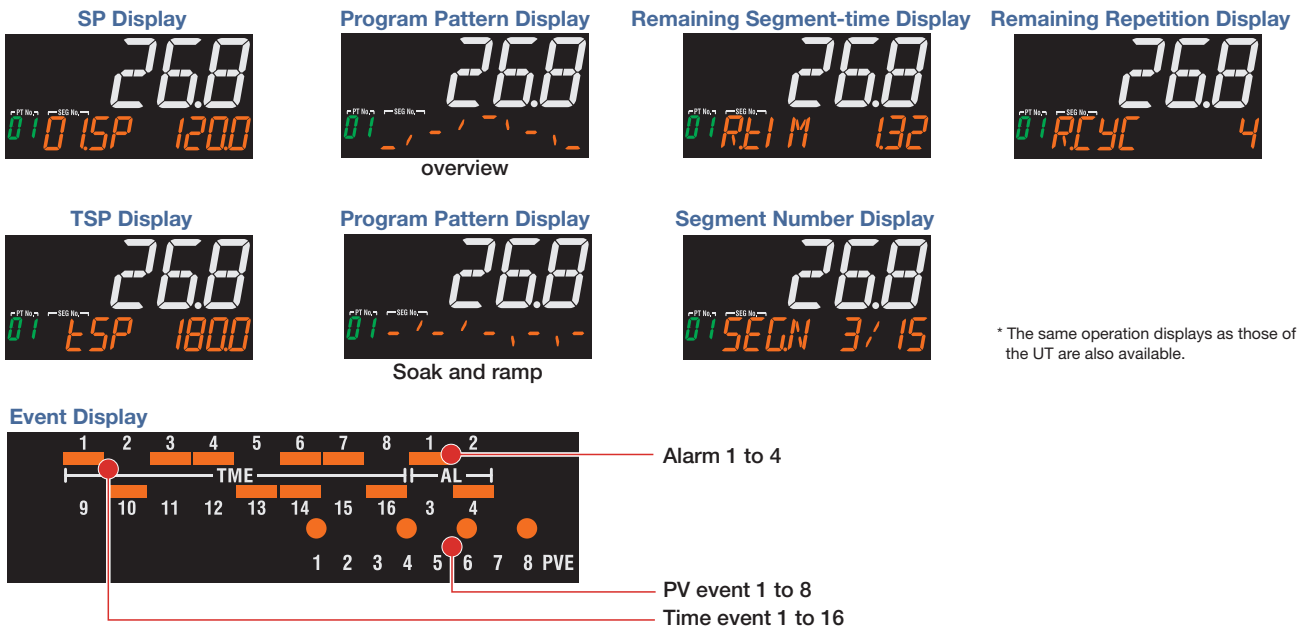 SP Display
26.8
PT No. SEG No.
01 01.SP 120.0
Program Pattern Display
26.8
PT No. SEG No.
01
overview
Remaining Segment-time Display
26.8
PT No. SEG No.
01 R.tIM 1.32
Remaining Repetition Display
26.8
PT No. SEG No.
01 R.CYC 4
TSP Display
26.8
PT No. SEG No.
01 tSP 180.0
Program Pattern Display
26.8
PT No. SEG No.
01
Soak and ramp
Segment Number Display
26.8
PT No. SEG No.
01 SEG.N 3/15
* The same operation displays as those of
the UT are also available.
Event Display
1 2 3 4 5 6 7 8 1 2
TME AL
9 10 11 12 13 14 15 16 3 4
1 2 3 4 5 6 7 8 PVE
Alarm 1 to 4
PV event 1 to 8
Time event 1 to 16